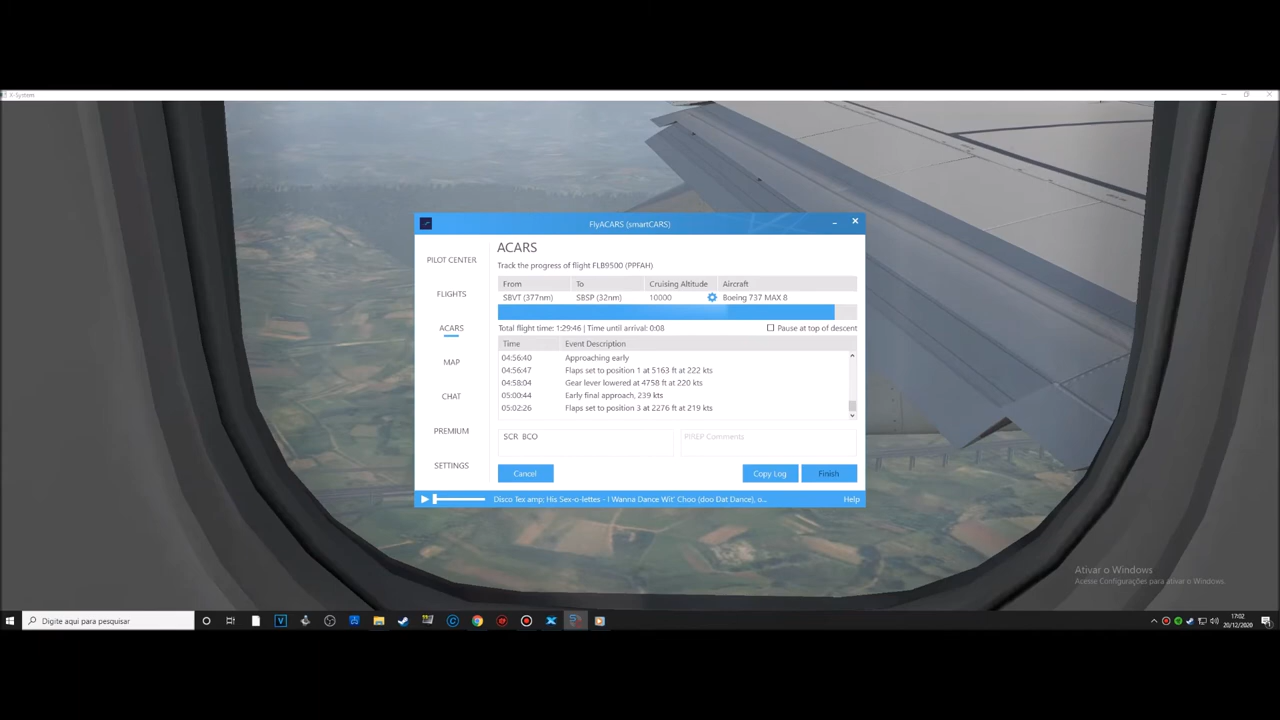 X-System
FlyACARS (smartCARS)
PILOT CENTER
FLIGHTS
ACARS
MAP
CHAT
PREMIUM
SETTINGS
ACARS
Track the progress of flight FLB9500 (PPFAH)
From To Cruising Altitude Aircraft
SBVT (377nm) SBSP (32nm) 10000 Boeing 737 MAX 8
Total flight time: 1:29:46 | Time until arrival: 0:08 Pause at top of descent
Time Event Description
04:56:40 Approaching early
04:56:47 Flaps set to position 1 at 5163 ft at 222 kts
04:58:04 Gear lever lowered at 4758 ft at 220 kts
05:00:44 Early final approach, 239 kts
05:02:26 Flaps set to position 3 at 2276 ft at 219 kts
SCR BCO PIREP Comments
Cancel Copy Log Finish
Disco Tex amp; His Sex-o-lettes - I Wanna Dance Wit' Choo (doo Dat Dance), o... Help
Ativar o Windows
Acesse Configurações para ativar o Windows.
Digite aqui para pesquisar
17:02
20/12/2020